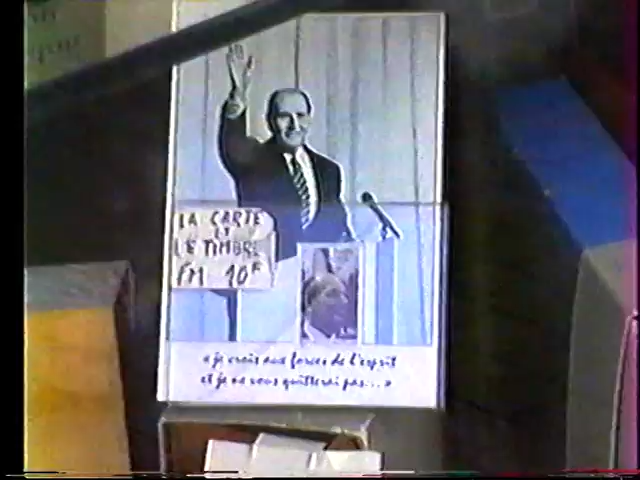 LA CARTE
ET
LE TIMBRE
FM 10F
« je crois aux forces de l'esprit
et je ne vous quitterai pas... »